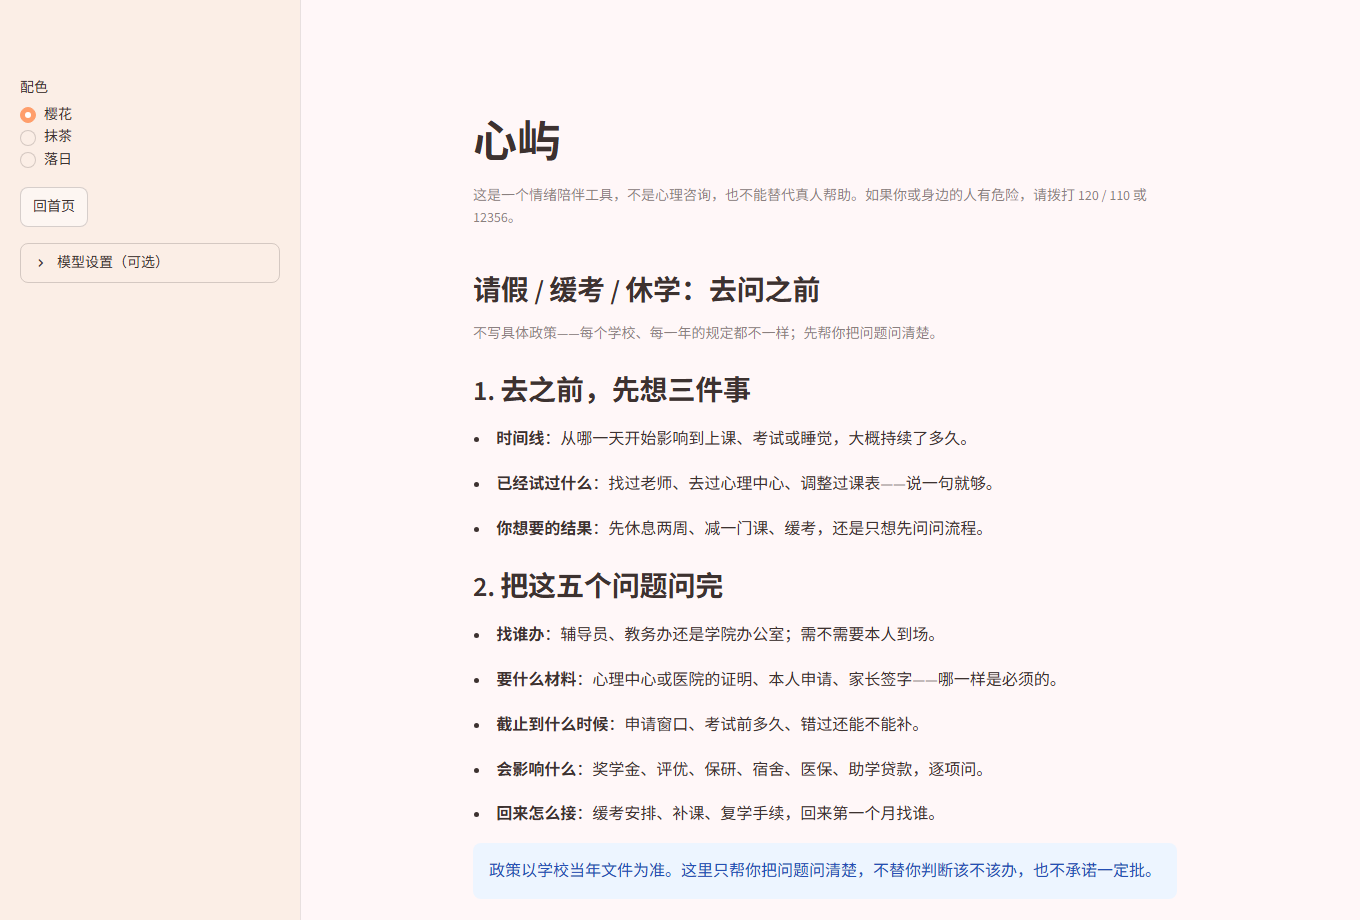 配色
樱花
抹茶
落日
回首页
模型设置（可选）
心屿
这是一个情绪陪伴工具，不是心理咨询，也不能替代真人帮助。如果你或身边的人有危险，请拨打 120 / 110 或
12356。
请假 / 缓考 / 休学：去问之前
不写具体政策——每个学校、每一年的规定都不一样；先帮你把问题问清楚。
1. 去之前，先想三件事
时间线：从哪一天开始影响到上课、考试或睡觉，大概持续了多久。
已经试过什么：找过老师、去过心理中心、调整过课表——说一句就够。
你想要的结果：先休息两周、减一门课、缓考，还是只想先问问流程。
2. 把这五个问题问完
找谁办：辅导员、教务办还是学院办公室；需不需要本人到场。
要什么材料：心理中心或医院的证明、本人申请、家长签字——哪一样是必须的。
截止到什么时候：申请窗口、考试前多久、错过还能不能补。
会影响什么：奖学金、评优、保研、宿舍、医保、助学贷款，逐项问。
回来怎么接：缓考安排、补课、复学手续，回来第一个月找谁。
政策以学校当年文件为准。这里只帮你把问题问清楚，不替你判断该不该办，也不承诺一定批。